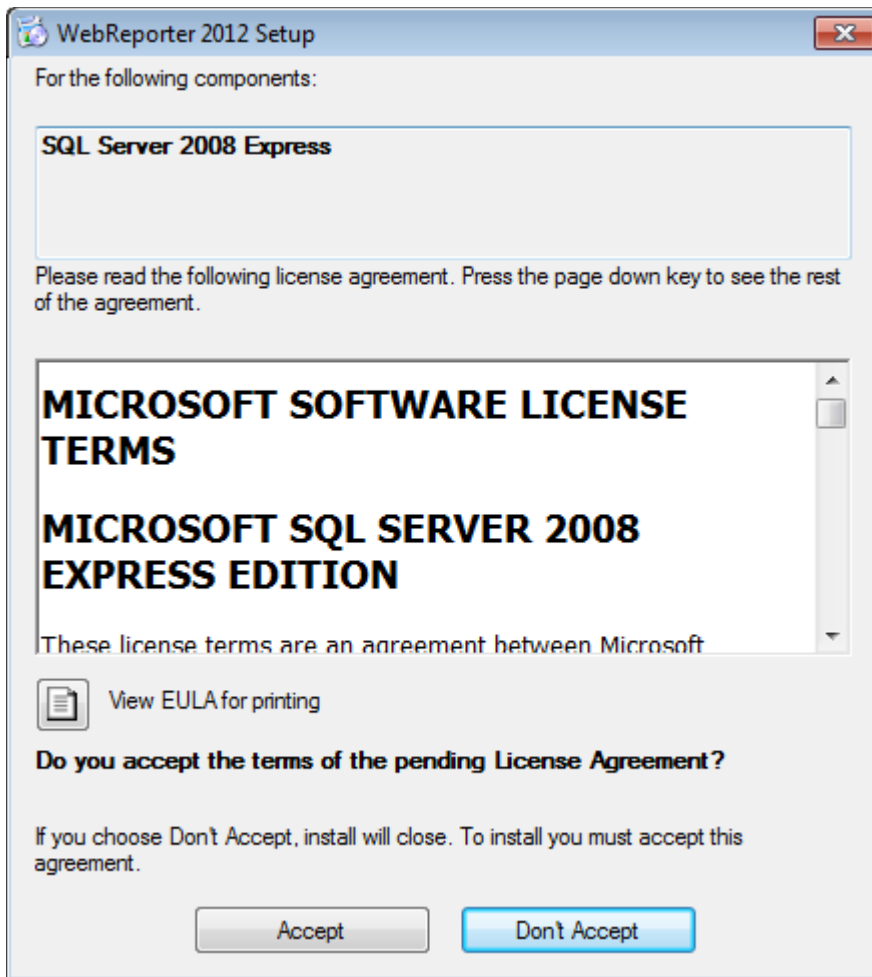 WebReporter 2012 Setup
For the following components:
SQL Server 2008 Express
Please read the following license agreement. Press the page down key to see the rest
of the agreement.
MICROSOFT SOFTWARE LICENSE
TERMS
MICROSOFT SQL SERVER 2008
EXPRESS EDITION
These license terms are an agreement between Microsoft
View EULA for printing
Do you accept the terms of the pending License Agreement?
If you choose Don't Accept, install will close. To install you must accept this
agreement.
Accept
Don't Accept